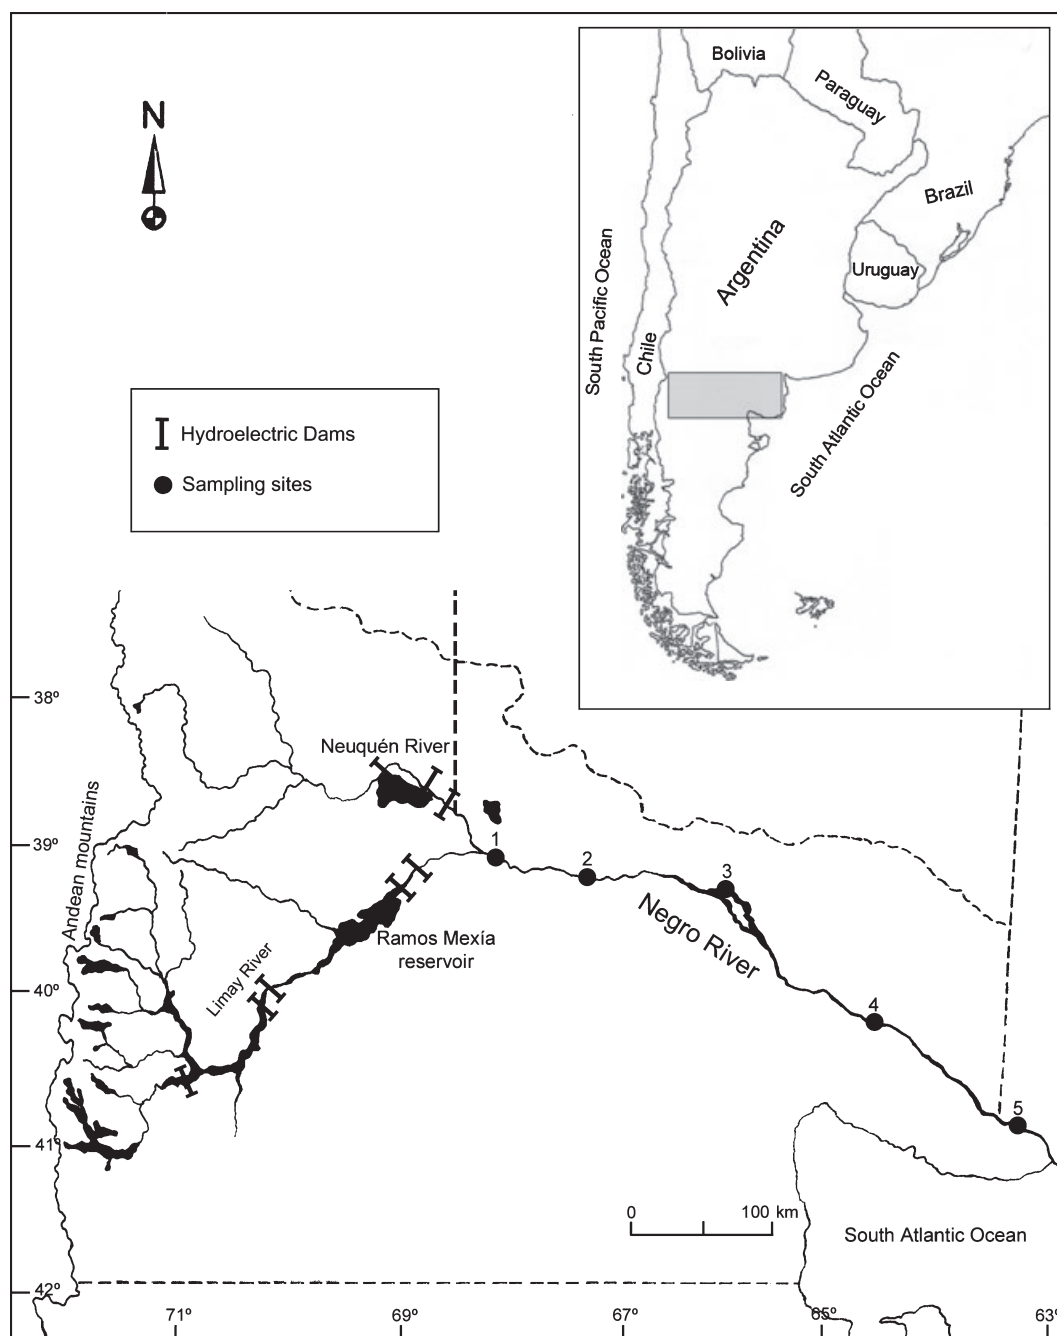 N
Hydroelectric Dams
Sampling sites
Bolivia
Paraguay
Brazil
Uruguay
Argentina
Chile
South Pacific Ocean
South Atlantic Ocean
38º
39º
40º
41º
42º
Andean mountains
Neuquén River
Limay River
Ramos Mexía
reservoir
Negro River
1
2
3
4
5
0
100 km
South Atlantic Ocean
71º
69º
67º
65º
63º